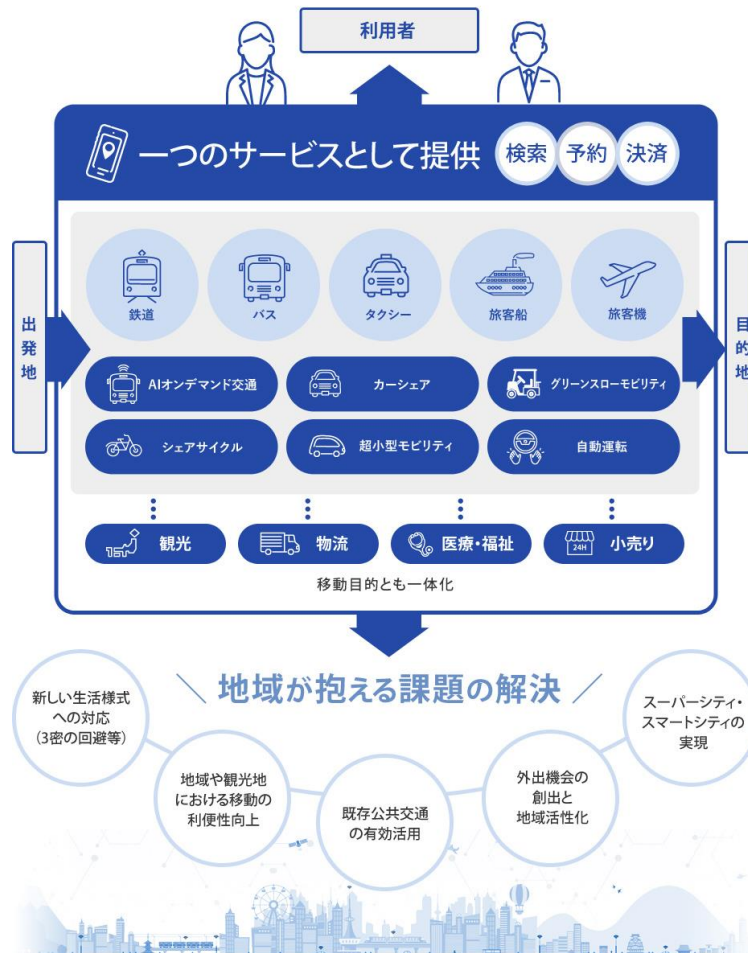 利用者
一つのサービスとして提供
検索
予約
決済
出発地
目的地
鉄道
バス
タクシー
旅客船
旅客機
AIオンデマンド交通
カーシェア
グリーンスローモビリティ
シェアサイクル
超小型モビリティ
自動運転
観光
物流
医療・福祉
24H
小売り
移動目的とも一体化
地域が抱える課題の解決
新しい生活様式
への対応
(3密の回避等)
地域や観光地
における移動の
利便性向上
既存公共交通
の有効活用
外出機会の
創出と
地域活性化
スーパーシティ・
スマートシティの
実現